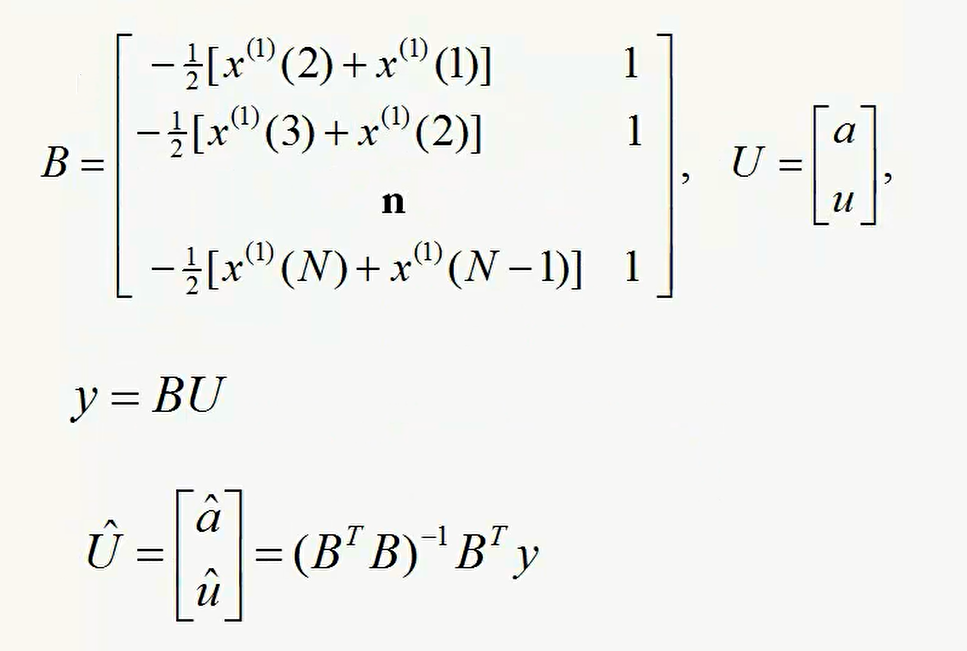 B = [ −½[x⁽¹⁾(2) + x⁽¹⁾(1)] 1
−½[x⁽¹⁾(3) + x⁽¹⁾(2)] 1
n
−½[x⁽¹⁾(N) + x⁽¹⁾(N − 1)] 1 ], U = [ a u ],
y = BU
Û = [ â û ] = (BᵀB)⁻¹Bᵀy